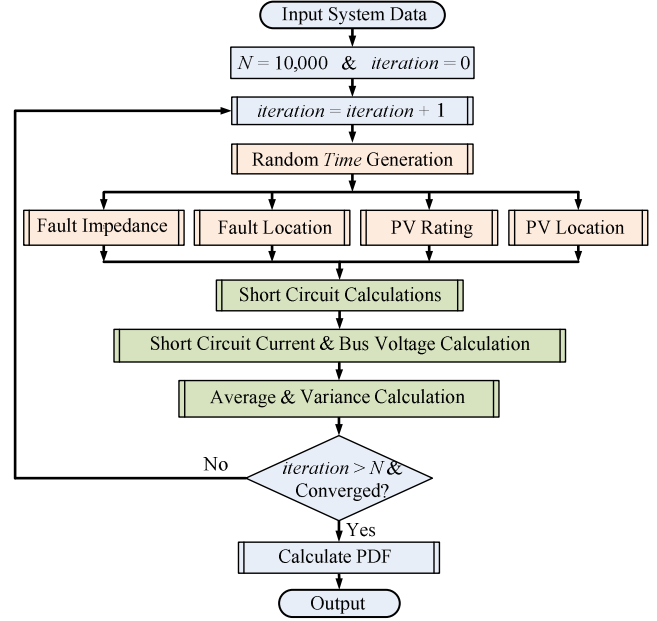 Input System Data
N = 10,000 & iteration = 0
iteration = iteration + 1
Random Time Generation
Fault Impedance
Fault Location
PV Rating
PV Location
Short Circuit Calculations
Short Circuit Current & Bus Voltage Calculation
Average & Variance Calculation
iteration > N &
Converged?
No
Yes
Calculate PDF
Output